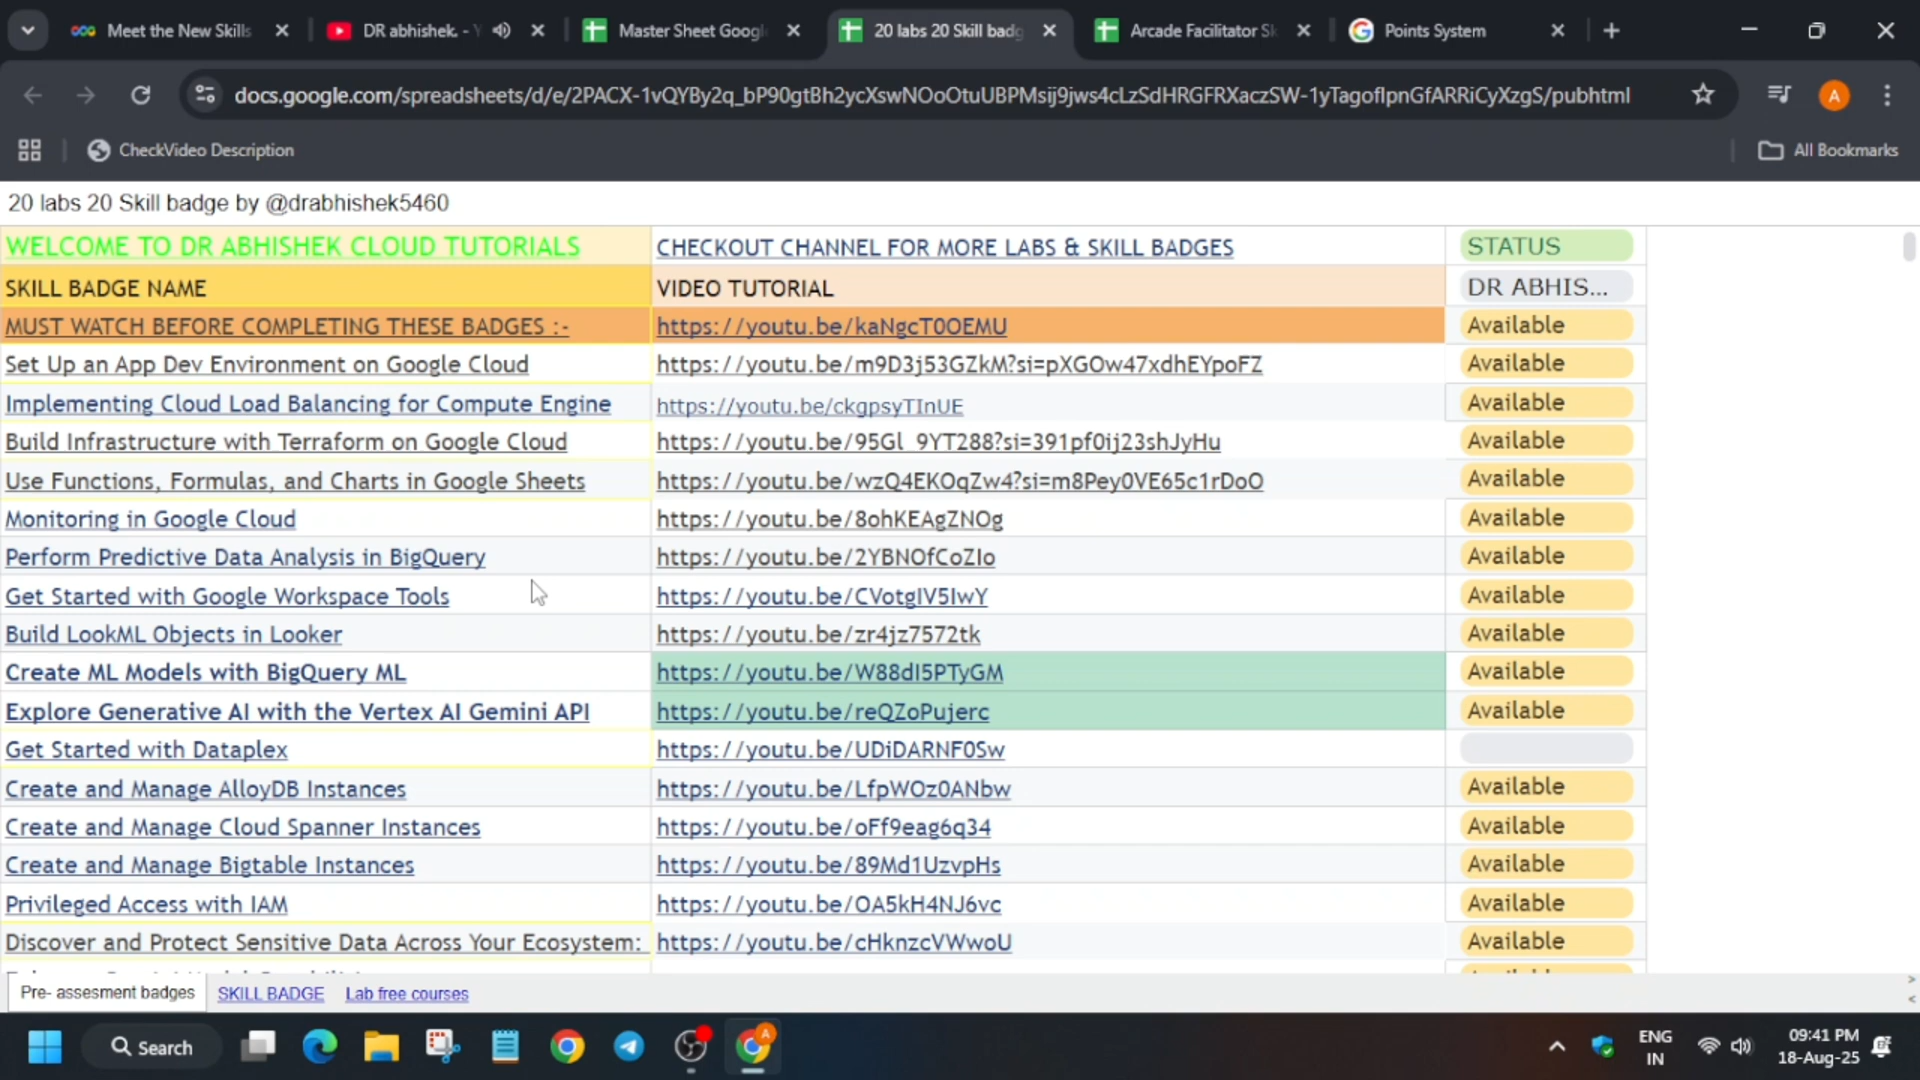 Meet the New Skills
DR abhishek. - Y
Master Sheet Googl
20 labs 20 Skill badg
Arcade Facilitator Sk
Points System
docs.google.com/spreadsheets/d/e/2PACX-1vQYBy2q_bP90gtBh2ycXswNOoOtuUBPMsij9jws4cLzSdHRGFRXaczSW-1yTagoflpnGfARRiCyXzgS/pubhtml
A
CheckVideo Description
All Bookmarks
20 labs 20 Skill badge by @drabhishek5460
WELCOME TO DR ABHISHEK CLOUD TUTORIALS CHECKOUT CHANNEL FOR MORE LABS & SKILL BADGES STATUS
SKILL BADGE NAME VIDEO TUTORIAL DR ABHIS...
MUST WATCH BEFORE COMPLETING THESE BADGES :- https://youtu.be/kaNgcT0OEMU Available
Set Up an App Dev Environment on Google Cloud https://youtu.be/m9D3j53GZkM?si=pXGOw47xdhEYpoFZ Available
Implementing Cloud Load Balancing for Compute Engine https://youtu.be/ckgpsyTInUE Available
Build Infrastructure with Terraform on Google Cloud https://youtu.be/95Gl_9YT288?si=391pf0ij23shJyHu Available
Use Functions, Formulas, and Charts in Google Sheets https://youtu.be/wzQ4EKOqZw4?si=m8Pey0VE65c1rDoO Available
Monitoring in Google Cloud https://youtu.be/8ohKEAgZNOg Available
Perform Predictive Data Analysis in BigQuery https://youtu.be/2YBNOfCoZIo Available
Get Started with Google Workspace Tools https://youtu.be/CVotgIV5IwY Available
Build LookML Objects in Looker https://youtu.be/zr4jz7572tk Available
Create ML Models with BigQuery ML https://youtu.be/W88dI5PTyGM Available
Explore Generative AI with the Vertex AI Gemini API https://youtu.be/reQZoPujerc Available
Get Started with Dataplex https://youtu.be/UDiDARNF0Sw
Create and Manage AlloyDB Instances https://youtu.be/LfpWOz0ANbw Available
Create and Manage Cloud Spanner Instances https://youtu.be/oFf9eag6q34 Available
Create and Manage Bigtable Instances https://youtu.be/89Md1UzvpHs Available
Privileged Access with IAM https://youtu.be/OA5kH4NJ6vc Available
Discover and Protect Sensitive Data Across Your Ecosystem: https://youtu.be/cHknzcVWwoU Available
Pre- assesment badges SKILL BADGE Lab free courses
Search
A
ENG
IN
09:41 PM
18-Aug-25